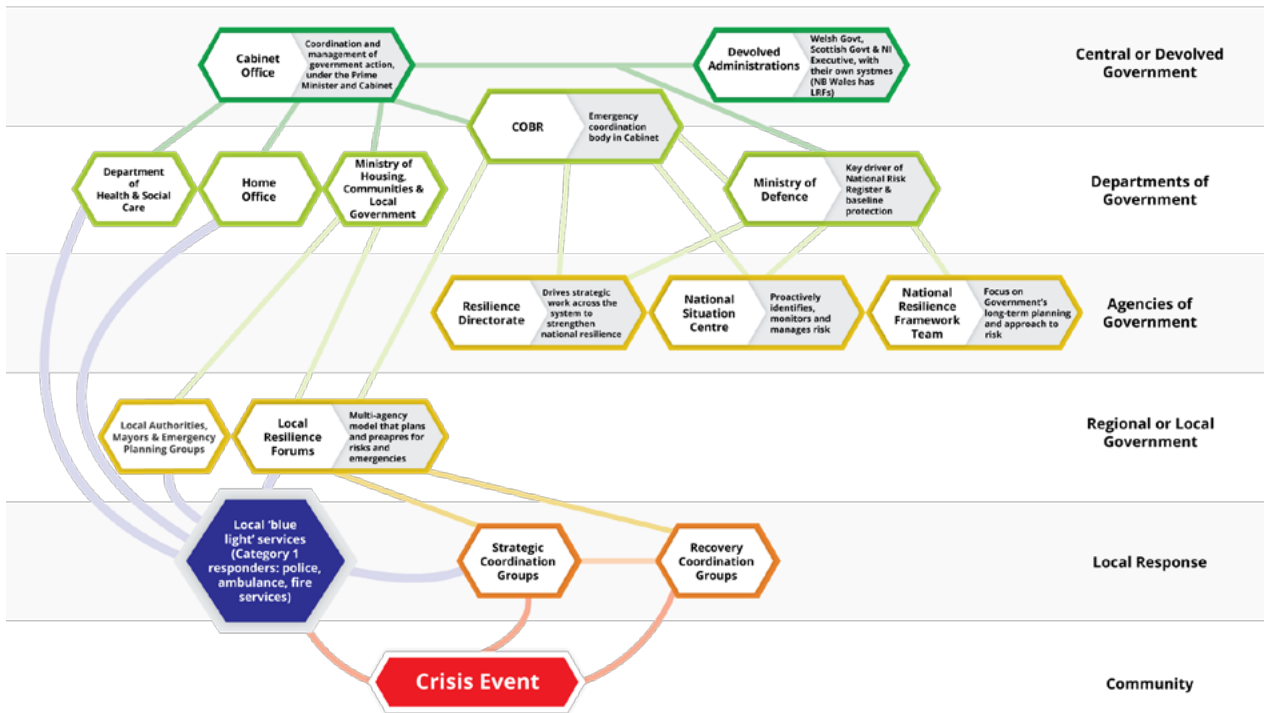 Cabinet
Office
Coordination and
management of
government action,
under the Prime
Minister and Cabinet
Devolved
Administrations
Welsh Govt,
Scottish Govt & NI
Executive, with
their own systmes
(NB Wales has
LRFs)
Central or Devolved
Government
COBR
Emergency
coordination
body in Cabinet
Department
of
Health & Social
Care
Home
Office
Ministry of
Housing,
Communities &
Local
Government
Ministry of
Defence
Key driver of
National Risk
Register &
baseline
protection
Departments of
Government
Resilience
Directorate
Drives strategic
work across the
system to
strengthen
national resilience
National
Situation
Centre
Proactively
identifies,
monitors and
manages risk
National
Resilience
Framework
Team
Focus on
Government's
long-term planning
and approach to
risk
Agencies of
Government
Local Authorities,
Mayors & Emergency
Planning Groups
Local
Resilience
Forums
Multi-agency
model that plans
and preapres for
risks and
emergencies
Regional or Local
Government
Local 'blue
light' services
(Category 1
responders: police,
ambulance, fire
services)
Strategic
Coordination
Groups
Recovery
Coordination
Groups
Local Response
Crisis Event
Community